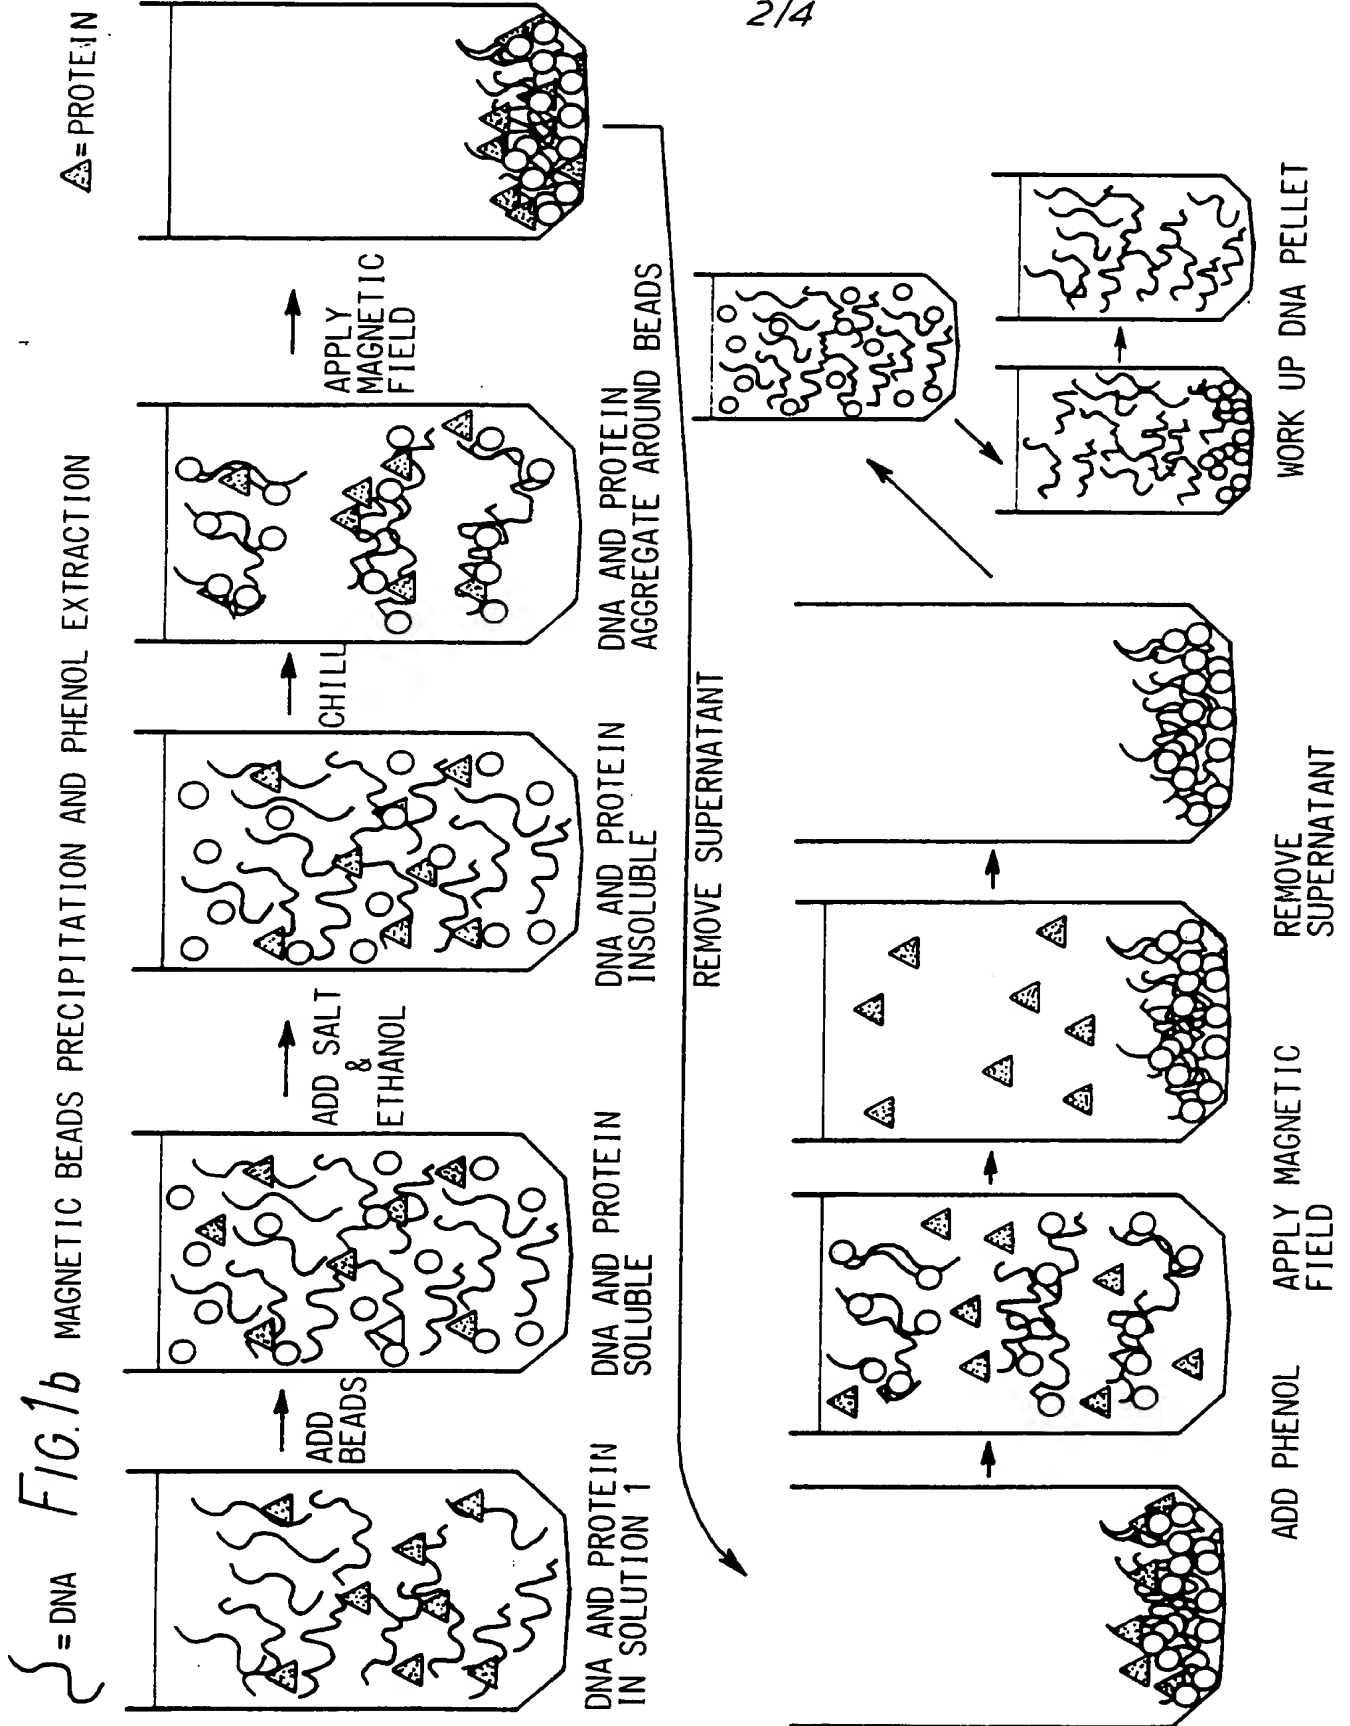 2/4
= DNA
FIG.1b
MAGNETIC BEADS PRECIPITATION AND PHENOL EXTRACTION
= PROTEIN
ADD
BEADS
ADD SALT
&
ETHANOL
CHILL
APPLY
MAGNETIC
FIELD
DNA AND PROTEIN
IN SOLUTION 1
DNA AND PROTEIN
SOLUBLE
DNA AND PROTEIN
INSOLUBLE
DNA AND PROTEIN
AGGREGATE AROUND BEADS
REMOVE SUPERNATANT
ADD PHENOL
APPLY MAGNETIC
FIELD
REMOVE
SUPERNATANT
WORK UP DNA PELLET